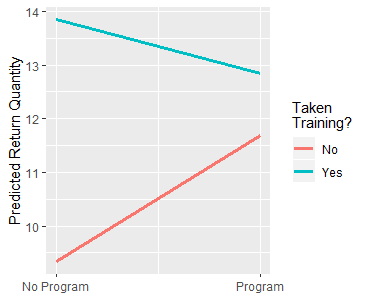 14
13
12
11
10
Predicted Return Quantity
No Program
Program
Taken
Training?
No
Yes